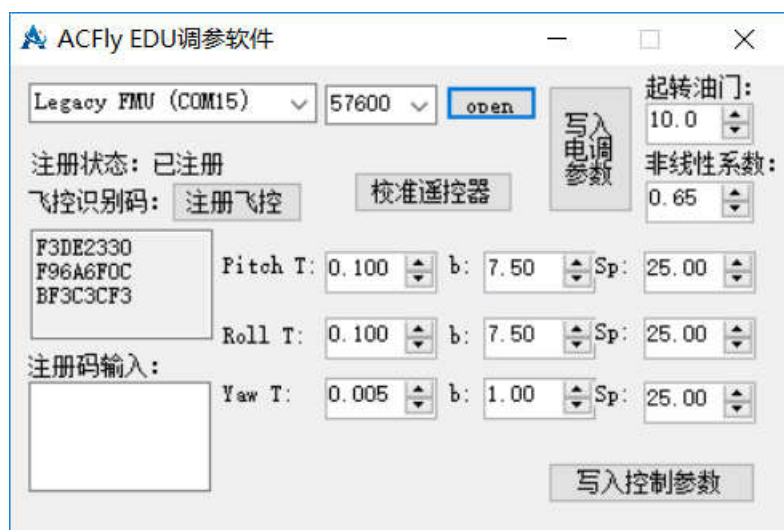 ACFly EDU调参软件
Legacy FMU (COM15) 57600 open 写入电调参数 起转油门: 10.0
注册状态: 已注册
飞控识别码: 注册飞控 校准遥控器 非线性系数: 0.65
F3DE2330
F96A6F0C
BF3C3CF3
Pitch T: 0.100 b: 7.50 Sp: 25.00
Roll T: 0.100 b: 7.50 Sp: 25.00
注册码输入:
Yaw T: 0.005 b: 1.00 Sp: 25.00
写入控制参数